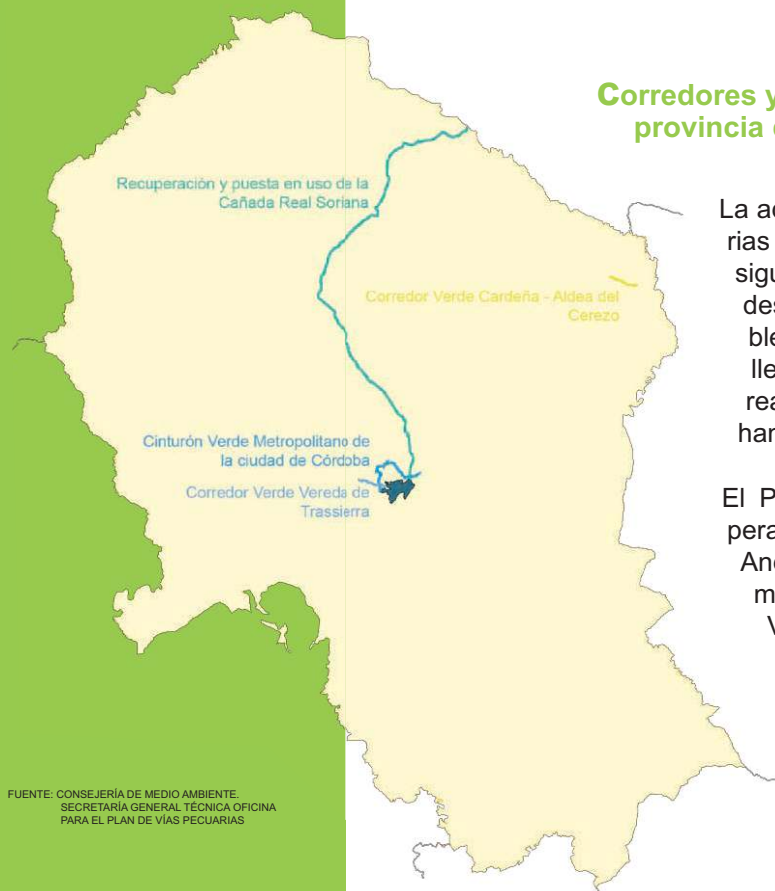 Corredores y
provincia
La
rias
sigu
des
ble
lle
rea
han
El P
pera
And
m
V
Recuperación y puesta en uso de la
Cañada Real Soriana
Corredor Verde Cardeña - Aldea del
Cerezo
Cinturón Verde Metropolitano de
la ciudad de Córdoba
Corredor Verde Vereda de
Trassierra
FUENTE: CONSEJERÍA DE MEDIO AMBIENTE.
SECRETARÍA GENERAL TÉCNICA OFICINA
PARA EL PLAN DE VÍAS PECUARIAS